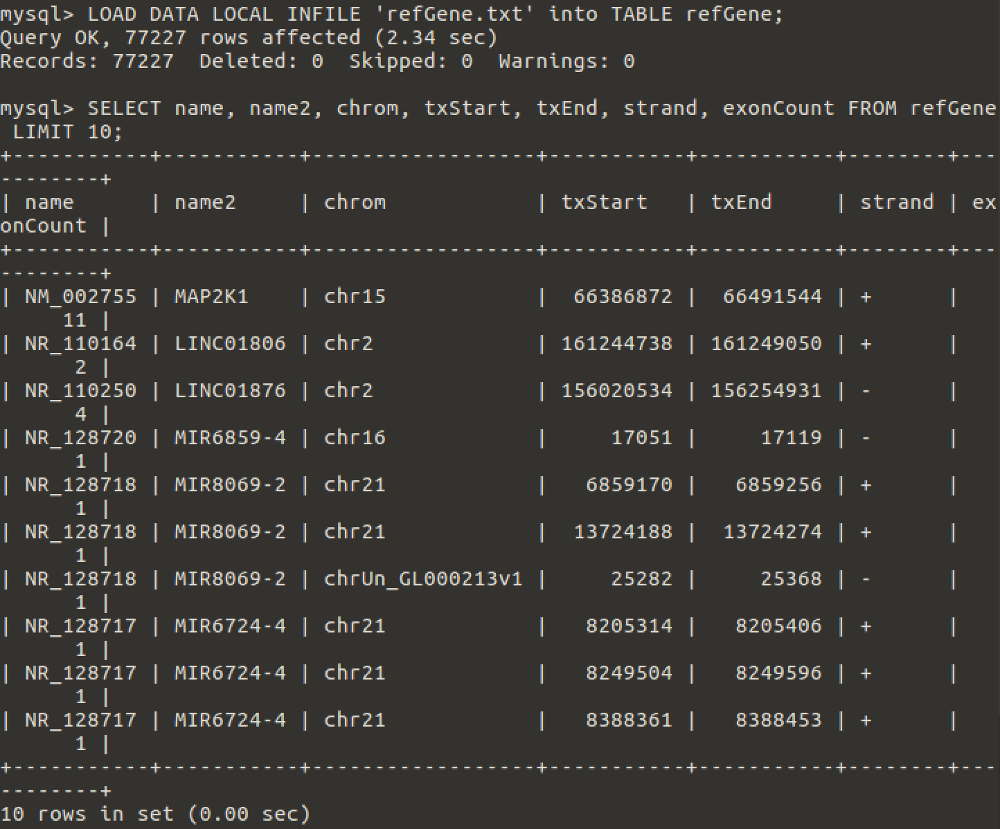 mysql> LOAD DATA LOCAL INFILE 'refGene.txt' into TABLE refGene;
Query OK, 77227 rows affected (2.34 sec)
Records: 77227  Deleted: 0  Skipped: 0  Warnings: 0

mysql> SELECT name, name2, chrom, txStart, txEnd, strand, exonCount FROM refGene
 LIMIT 10;
+-----------+-----------+------------------+-----------+-----------+--------+---
--------+
| name      | name2     | chrom            | txStart   | txEnd     | strand | ex
onCount |
+-----------+-----------+------------------+-----------+-----------+--------+---
--------+
| NM_002755 | MAP2K1    | chr15            |  66386872 |  66491544 | +      |
     11 |
| NR_110164 | LINC01806 | chr2             | 161244738 | 161249050 | +      |
      2 |
| NR_110250 | LINC01876 | chr2             | 156020534 | 156254931 | -      |
      4 |
| NR_128720 | MIR6859-4 | chr16            |     17051 |     17119 | -      |
      1 |
| NR_128718 | MIR8069-2 | chr21            |   6859170 |   6859256 | +      |
      1 |
| NR_128718 | MIR8069-2 | chr21            |  13724188 |  13724274 | +      |
      1 |
| NR_128718 | MIR8069-2 | chrUn_GL000213v1 |     25282 |     25368 | -      |
      1 |
| NR_128717 | MIR6724-4 | chr21            |   8205314 |   8205406 | +      |
      1 |
| NR_128717 | MIR6724-4 | chr21            |   8249504 |   8249596 | +      |
      1 |
| NR_128717 | MIR6724-4 | chr21            |   8388361 |   8388453 | +      |
      1 |
+-----------+-----------+------------------+-----------+-----------+--------+---
--------+
10 rows in set (0.00 sec)